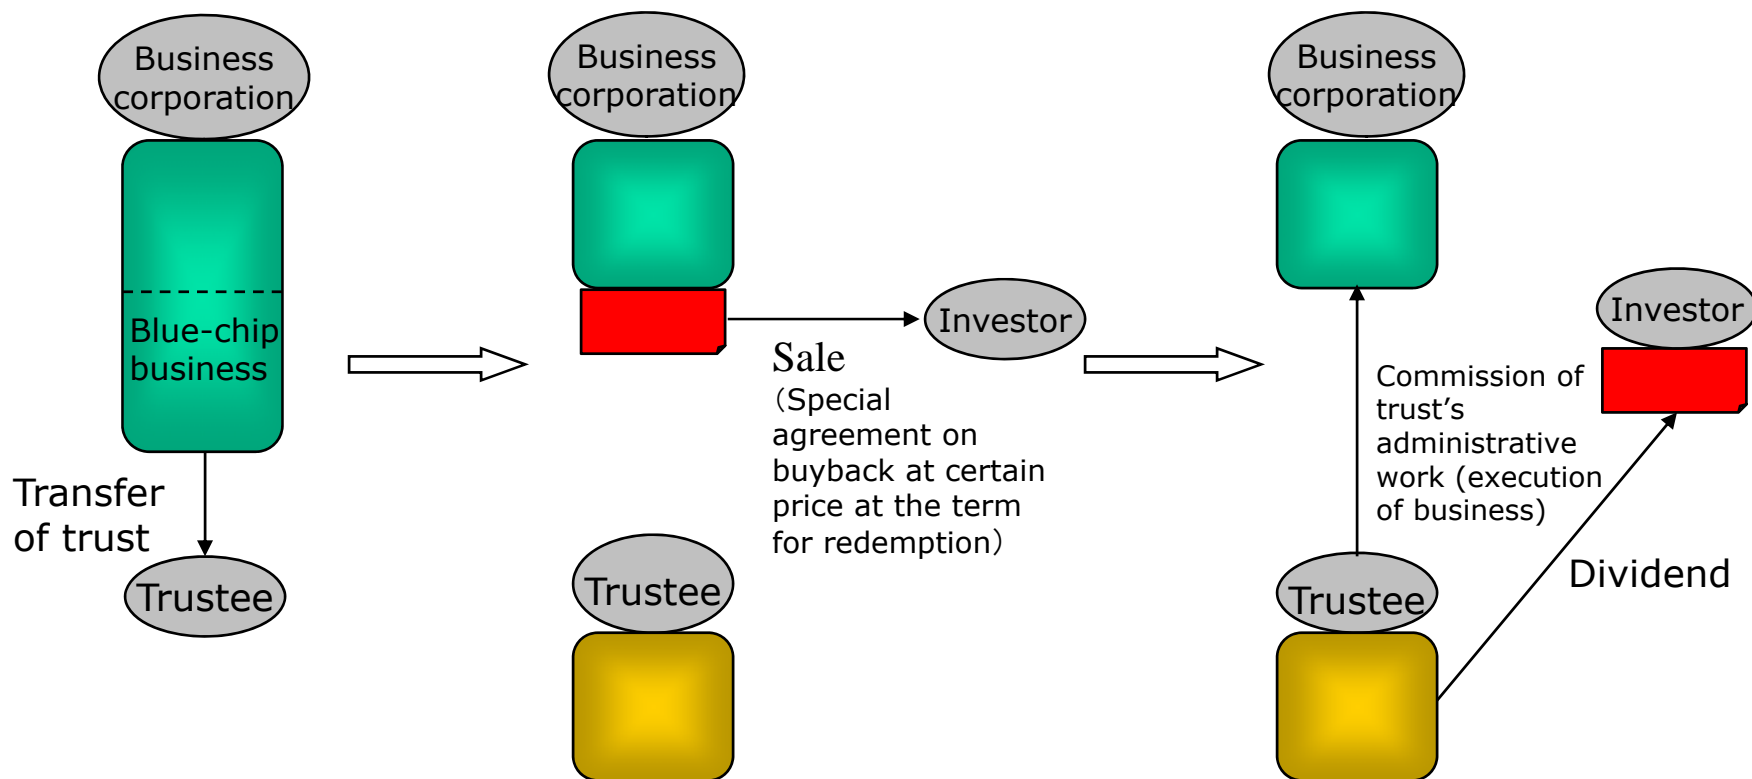 Business
corporation
Blue-chip
business
Transfer
of trust
Trustee
Business
corporation
Investor
Sale
（Special
agreement on
buyback at certain
price at the term
for redemption）
Trustee
Business
corporation
Investor
Commission of
trust’s
administrative
work (execution
of business)
Dividend
Trustee